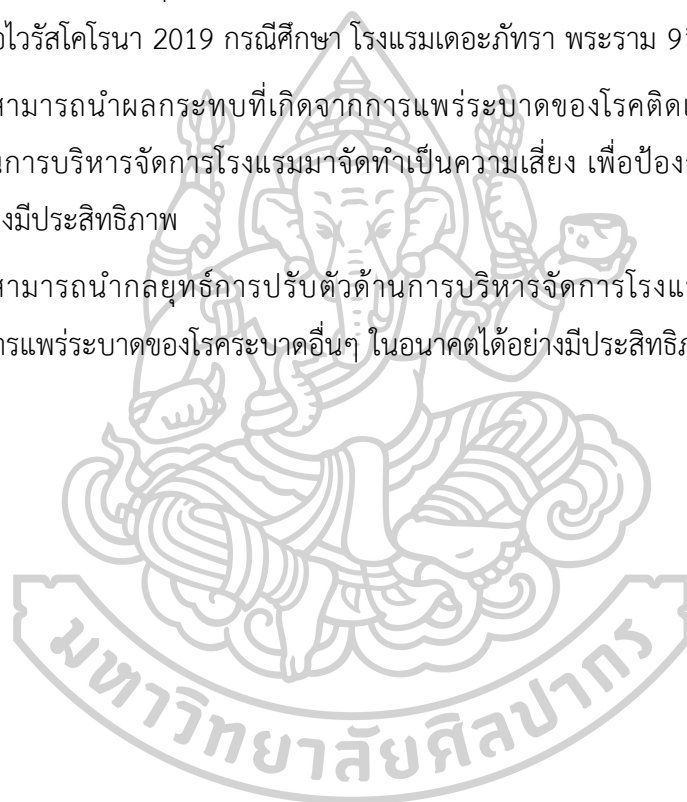 ไวรัสโคโรนา 2019 กรณีศึกษา โรงแรมเดอะภัทรา พระราม 9
สามารถนำผลกระทบที่เกิดจากการแพร่ระบาดของโรคติดเ
การบริหารจัดการโรงแรมมาจัดทำเป็นความเสี่ยง เพื่อป้อง
งมีประสิทธิภาพ
สามารถนำกลยุทธ์การปรับตัวด้านการบริหารจัดการโรงแ
ารแพร่ระบาดของโรคระบาดอื่นๆ ในอนาคตได้อย่างมีประสิทธิภ
มหาวิทยาลัยศิลปากร